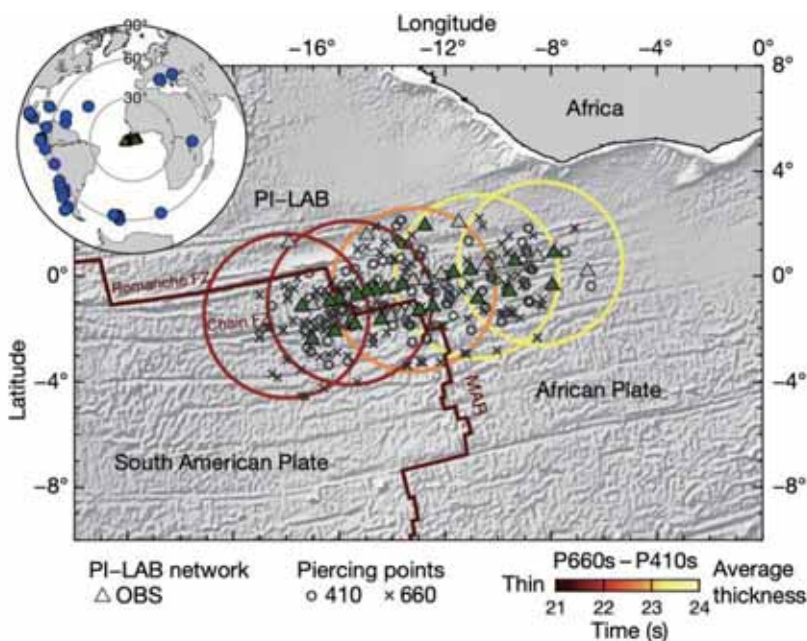 Longitude
−16° −12° −8° −4° 0°
90°
60°
30°
8°
Africa
4°
PI−LAB
0°
Romanche FZ
Chain FZ
Latitude
−4°
MAR
African Plate
South American Plate
−8°
PI−LAB network
△ OBS
Piercing points
○ 410 × 660
P660s−P410s
Thin
Average
thickness
21 22 23 24
Time (s)